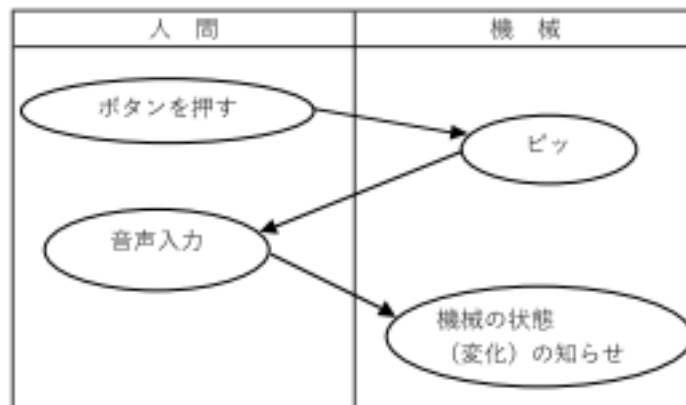 人 間
機 械
ボタンを押す
ピッ
音声入力
機械の状態
（変化）の知らせ